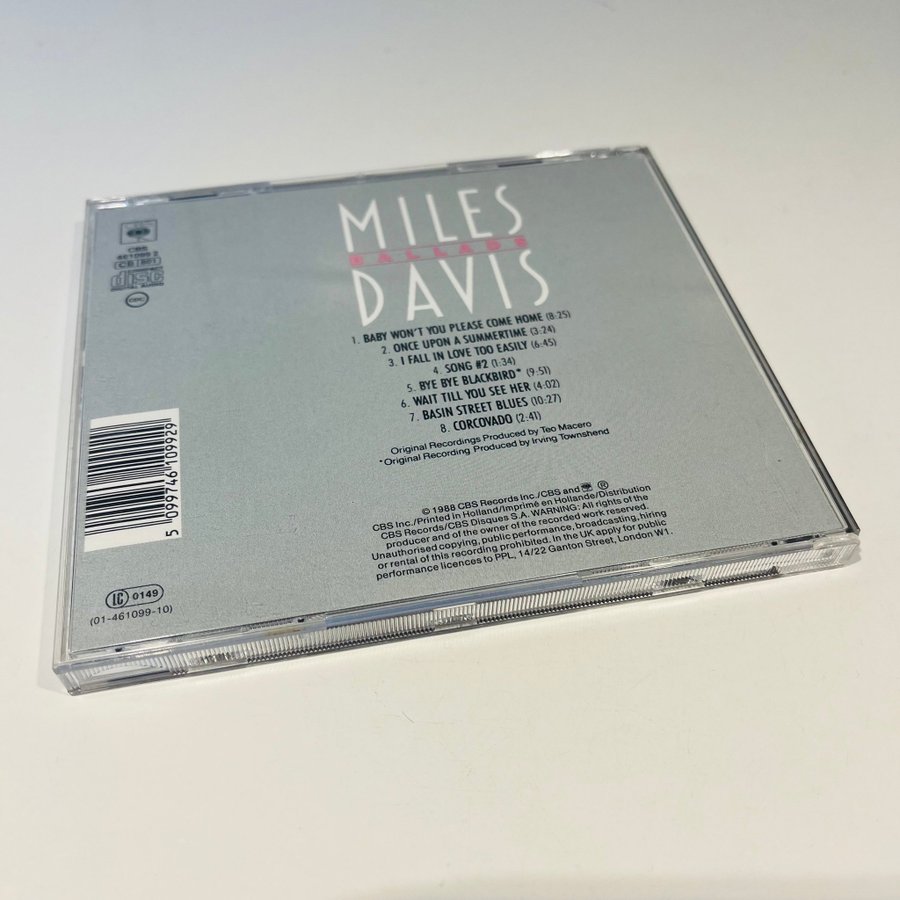 CBS
CBS
461099 2
CB 801
COMPACT
disc
DIGITAL AUDIO
CDC
MILES
BALLADS
DAVIS
1. BABY WON'T YOU PLEASE COME HOME (8:25)
2. ONCE UPON A SUMMERTIME (3:24)
3. I FALL IN LOVE TOO EASILY (6:45)
4. SONG #2 (1:34)
5. BYE BYE BLACKBIRD* (9:51)
6. WAIT TILL YOU SEE HER (4:02)
7. BASIN STREET BLUES (10:27)
8. CORCOVADO (2:41)
Original Recordings Produced by Teo Macero
*Original Recording Produced by Irving Townshend
© 1988 CBS Records Inc./CBS and ®
CBS Inc./Printed in Holland/Imprimé en Hollande/Distribution
CBS Records/CBS Disques S.A. WARNING: All rights of the
producer and of the owner of the recorded work reserved.
Unauthorised copying, public performance, broadcasting, hiring
or rental of this recording prohibited. In the UK apply for public
performance licences to PPL, 14/22 Ganton Street, London W1.
5 099746 109929
LC 0149
(01-461099-10)